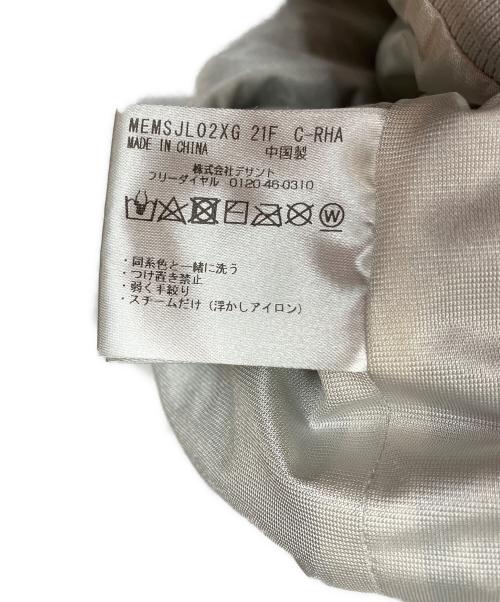 MEMSJL02XG 21F C-RHA
MADE IN CHINA 中国製
株式会社デサント
フリーダイヤル 0120-46-0310
W
・同系色と一緒に洗う
・つけ置き禁止
・弱く手絞り
・スチームだけ（浮かしアイロン）